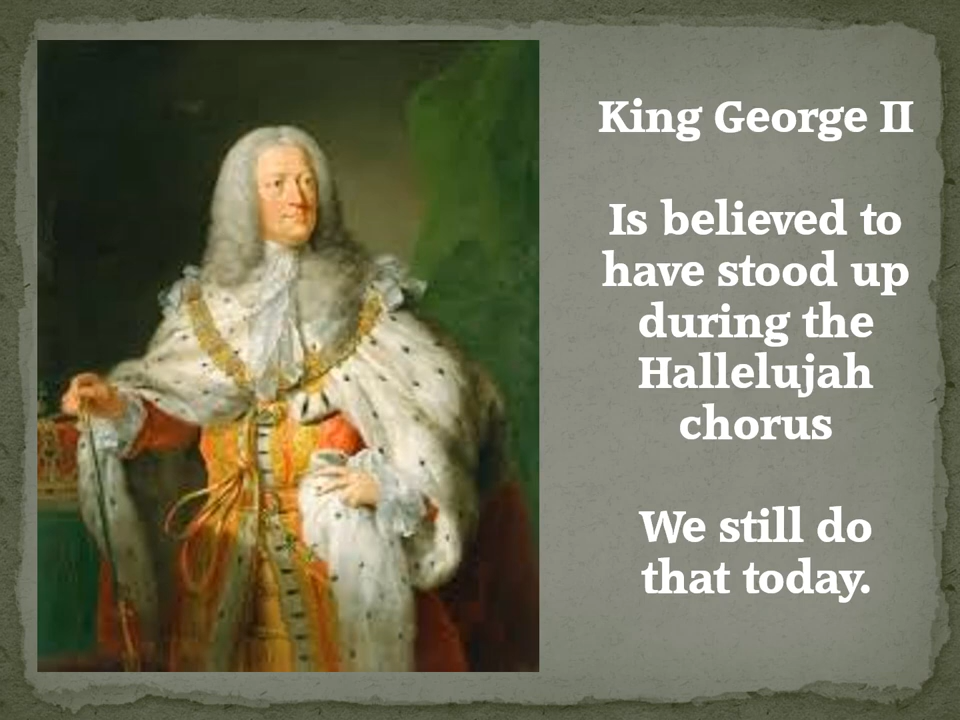 King George II
Is believed to
have stood up
during the
Hallelujah
chorus
We still do
that today.